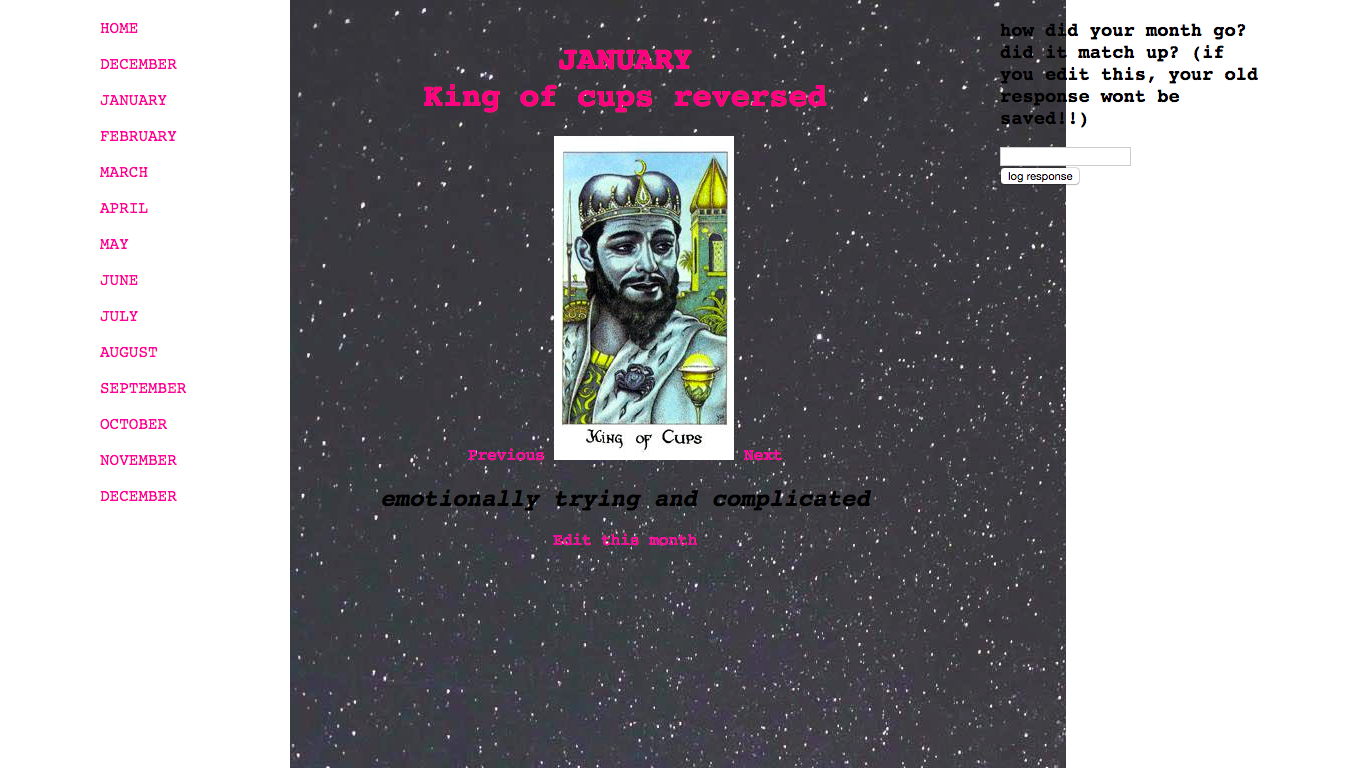 HOME
DECEMBER
JANUARY
FEBRUARY
MARCH
APRIL
MAY
JUNE
JULY
AUGUST
SEPTEMBER
OCTOBER
NOVEMBER
DECEMBER
JANUARY
King of cups reversed
King of Cups
Previous Next
emotionally trying and complicated
Edit this month
how did your month go?
did it match up? (if
you edit this, your old
response wont be
saved!!)
log response